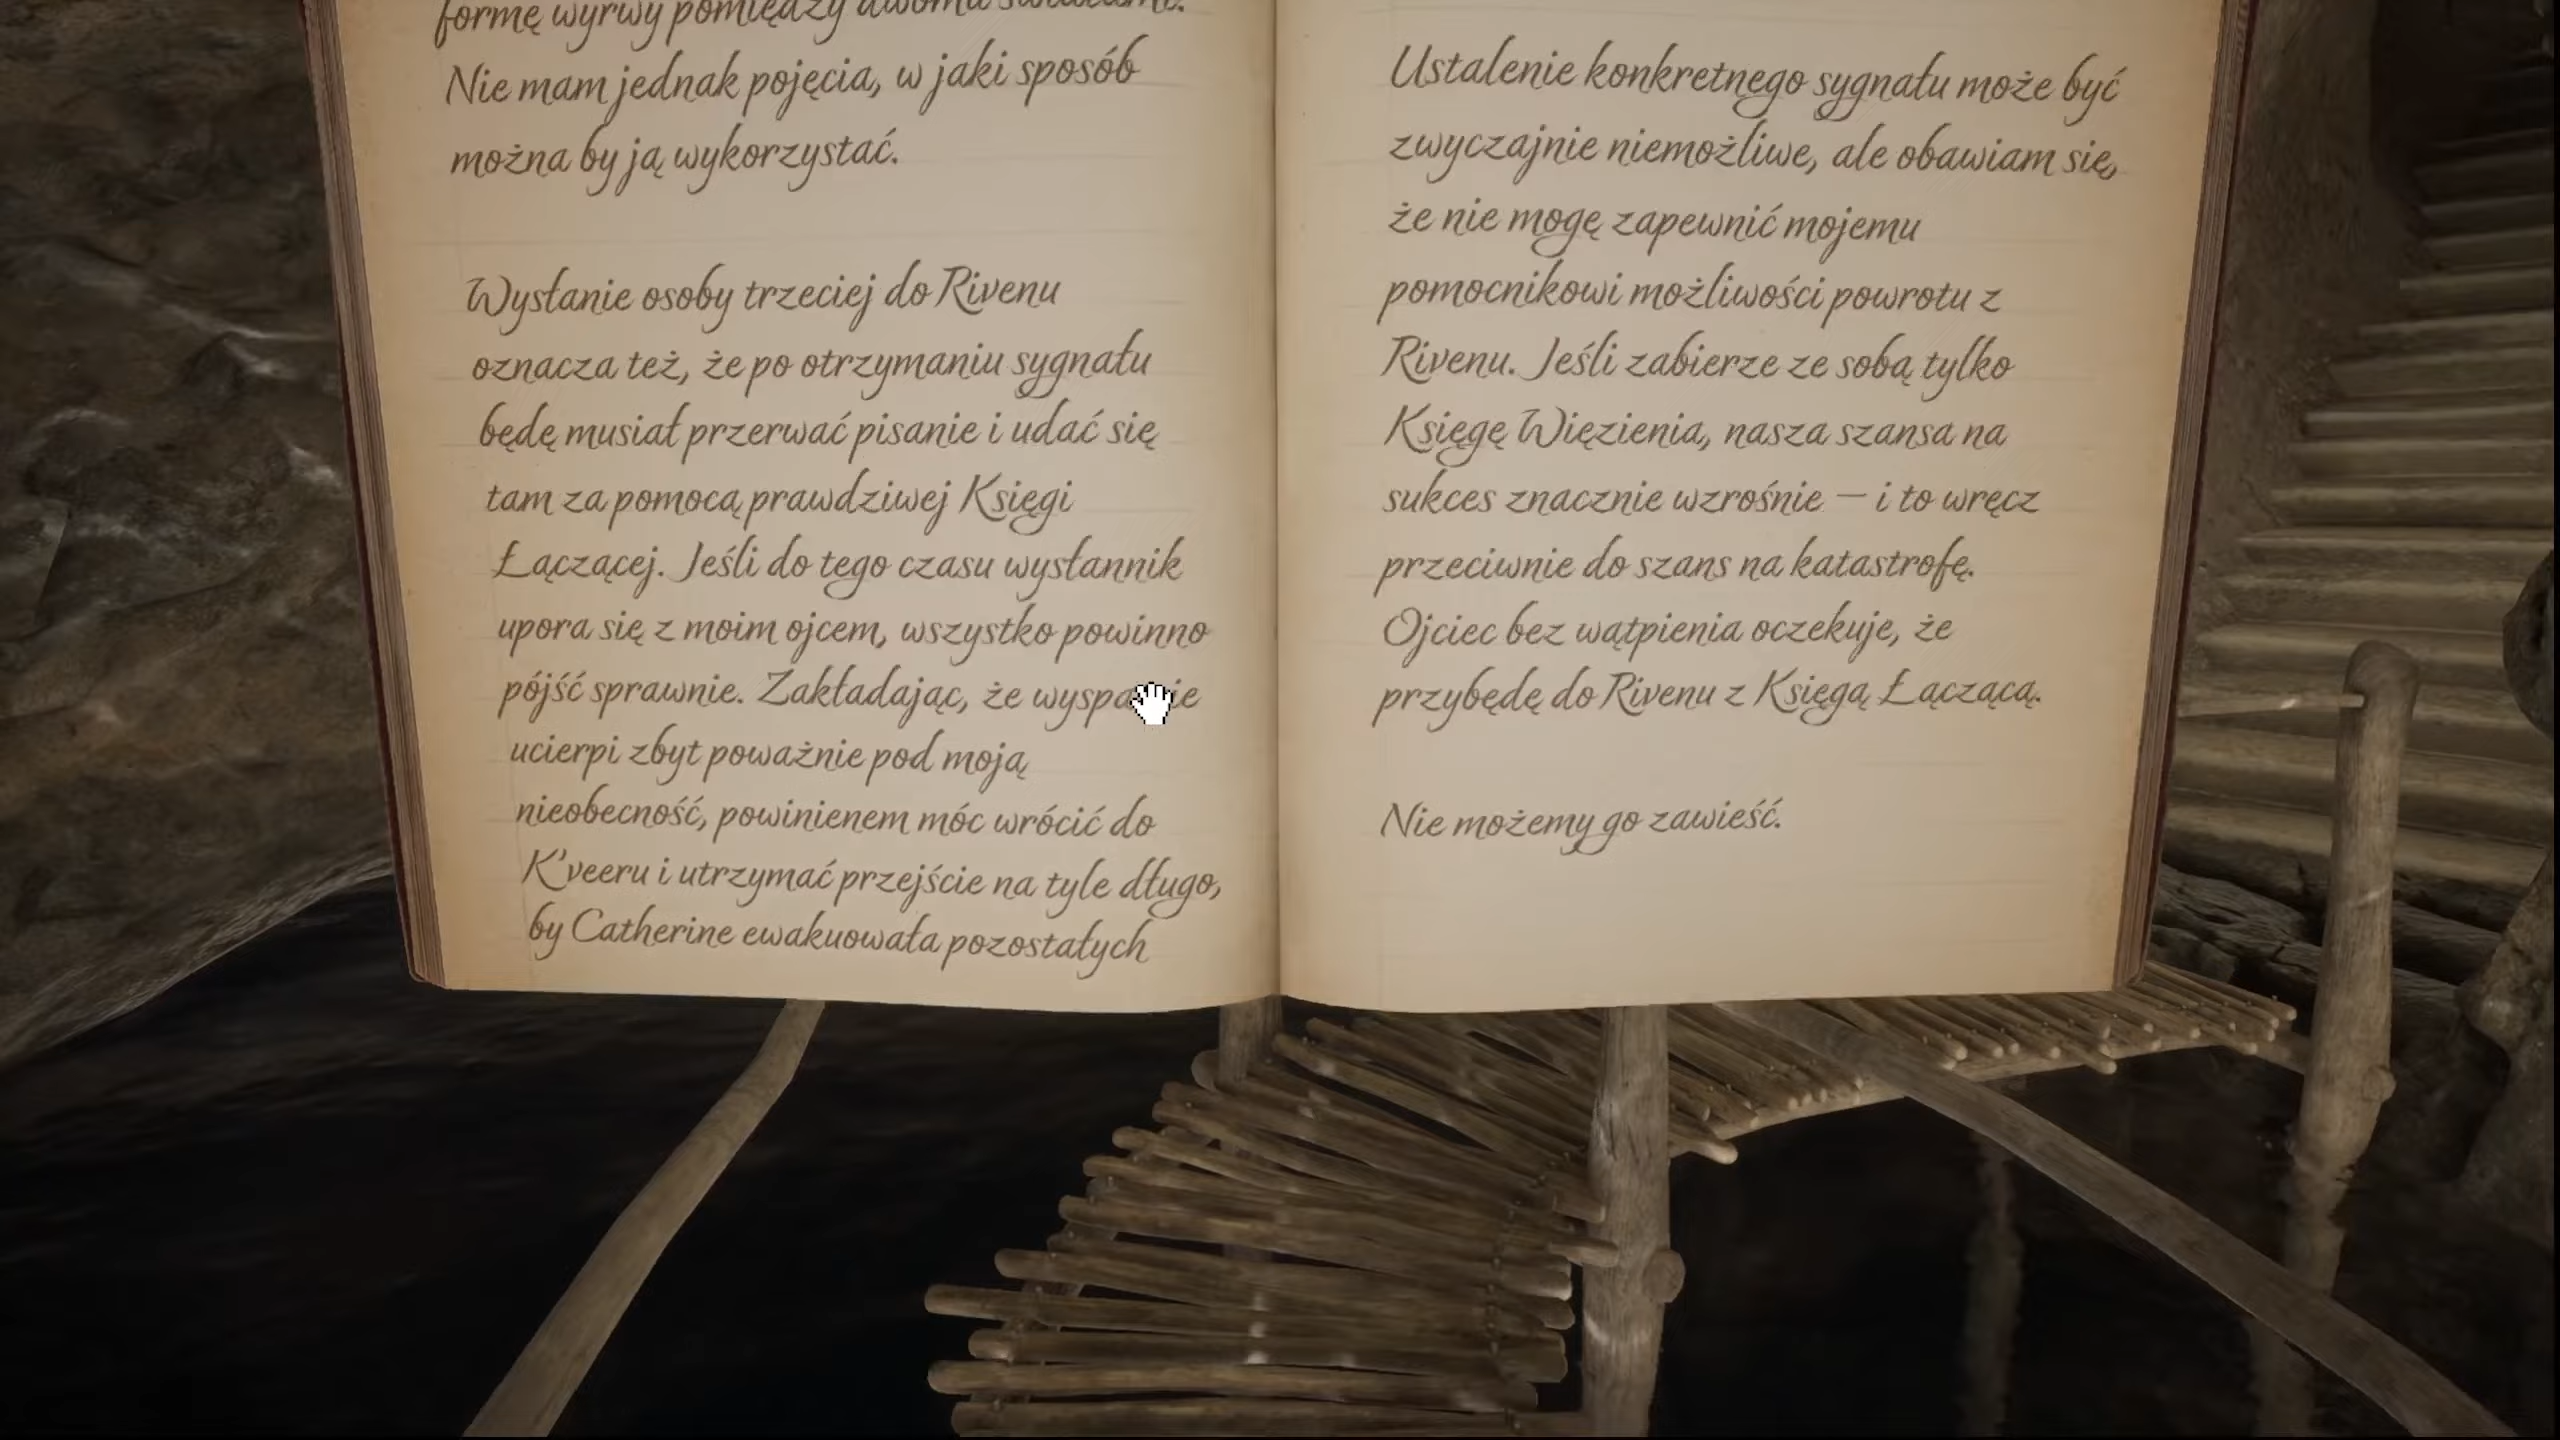 formę wyrwy pomiędzy dwoma światami.
Nie mam jednak pojęcia, w jaki sposób
można by ją wykorzystać.
Wysłanie osoby trzeciej do Rivenu
oznacza też, że po otrzymaniu sygnału
będę musiał przerwać pisanie i udać się
tam za pomocą prawdziwej Księgi
Łączącej. Jeśli do tego czasu wysłannik
upora się z moim ojcem, wszystko powinno
pójść sprawnie. Zakładając, że wyspa nie
ucierpi zbyt poważnie pod moją
nieobecność, powinienem móc wrócić do
K'veeru i utrzymać przejście na tyle długo,
by Catherine ewakuowała pozostałych
Ustalenie konkretnego sygnału może być
zwyczajnie niemożliwe, ale obawiam się,
że nie mogę zapewnić mojemu
pomocnikowi możliwości powrotu z
Rivenu. Jeśli zabierze ze sobą tylko
Księgę Więzienia, nasza szansa na
sukces znacznie wzrośnie – i to wręcz
przeciwnie do szans na katastrofę.
Ojciec bez wątpienia oczekuje, że
przybędę do Rivenu z Księgą Łączącą.
Nie możemy go zawieść.